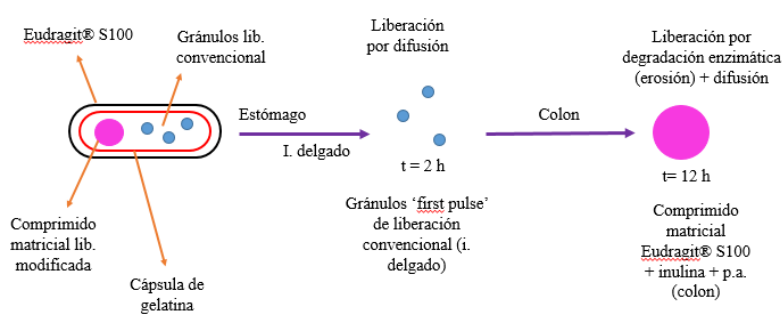 Eudragit® S100
Gránulos lib.
convencional
Comprimido
matricial lib.
modificada
Cápsula de
gelatina
Estómago
I. delgado
Liberación
por difusión
t = 2 h
Gránulos ‘first pulse’
de liberación
convencional (i.
delgado)
Colon
Liberación por
degradación enzimática
(erosión) + difusión
t= 12 h
Comprimido
matricial
Eudragit® S100
+ inulina + p.a.
(colon)